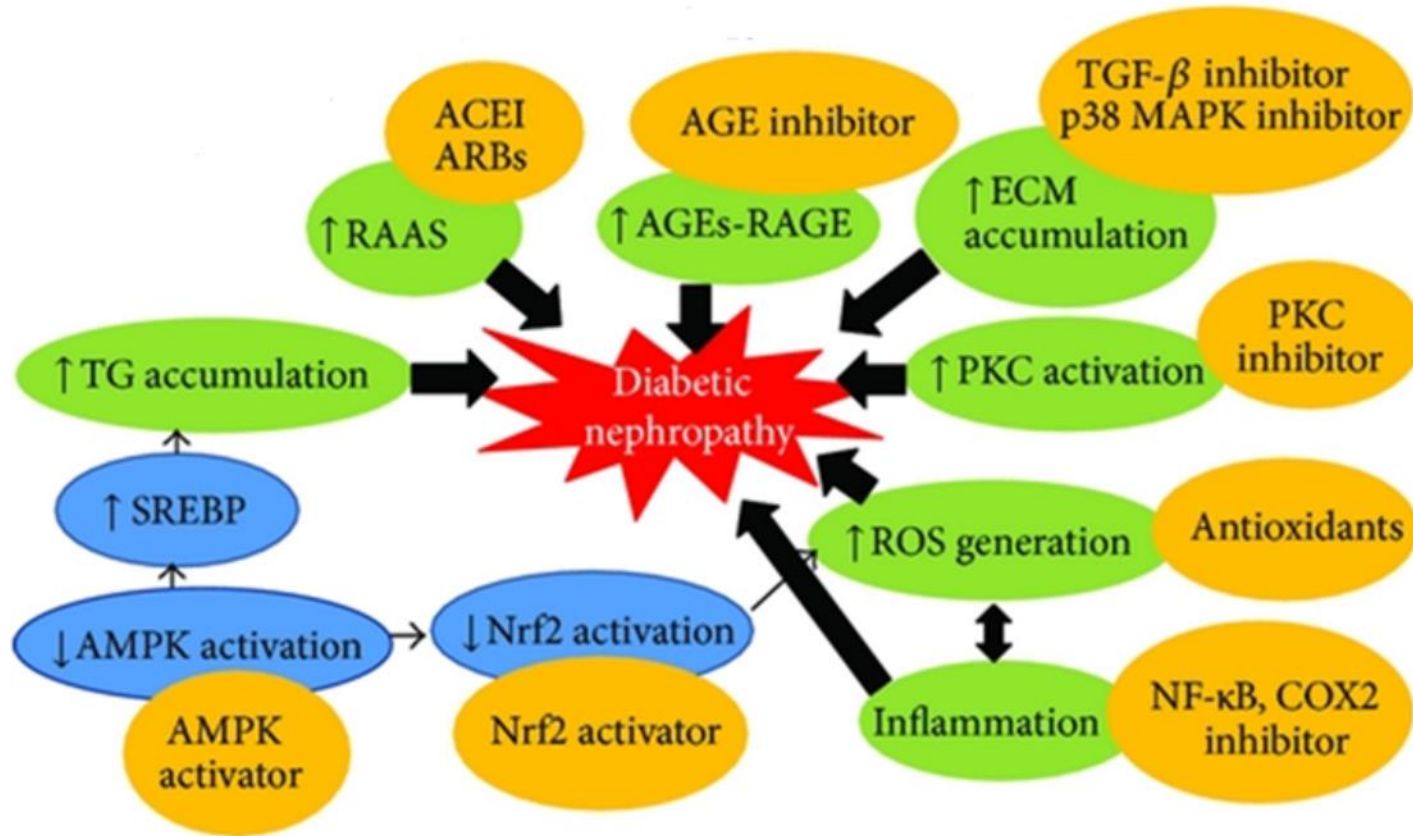 ACEI
ARBs
↑ RAAS
AGE inhibitor
↑ AGEs-RAGE
TGF-β inhibitor
p38 MAPK inhibitor
↑ ECM
accumulation
PKC
inhibitor
↑ PKC activation
↑ TG accumulation
Diabetic
nephropathy
↑ SREBP
↑ ROS generation
Antioxidants
↓ AMPK activation
↓ Nrf2 activation
AMPK
activator
Nrf2 activator
Inflammation
NF-κB, COX2
inhibitor